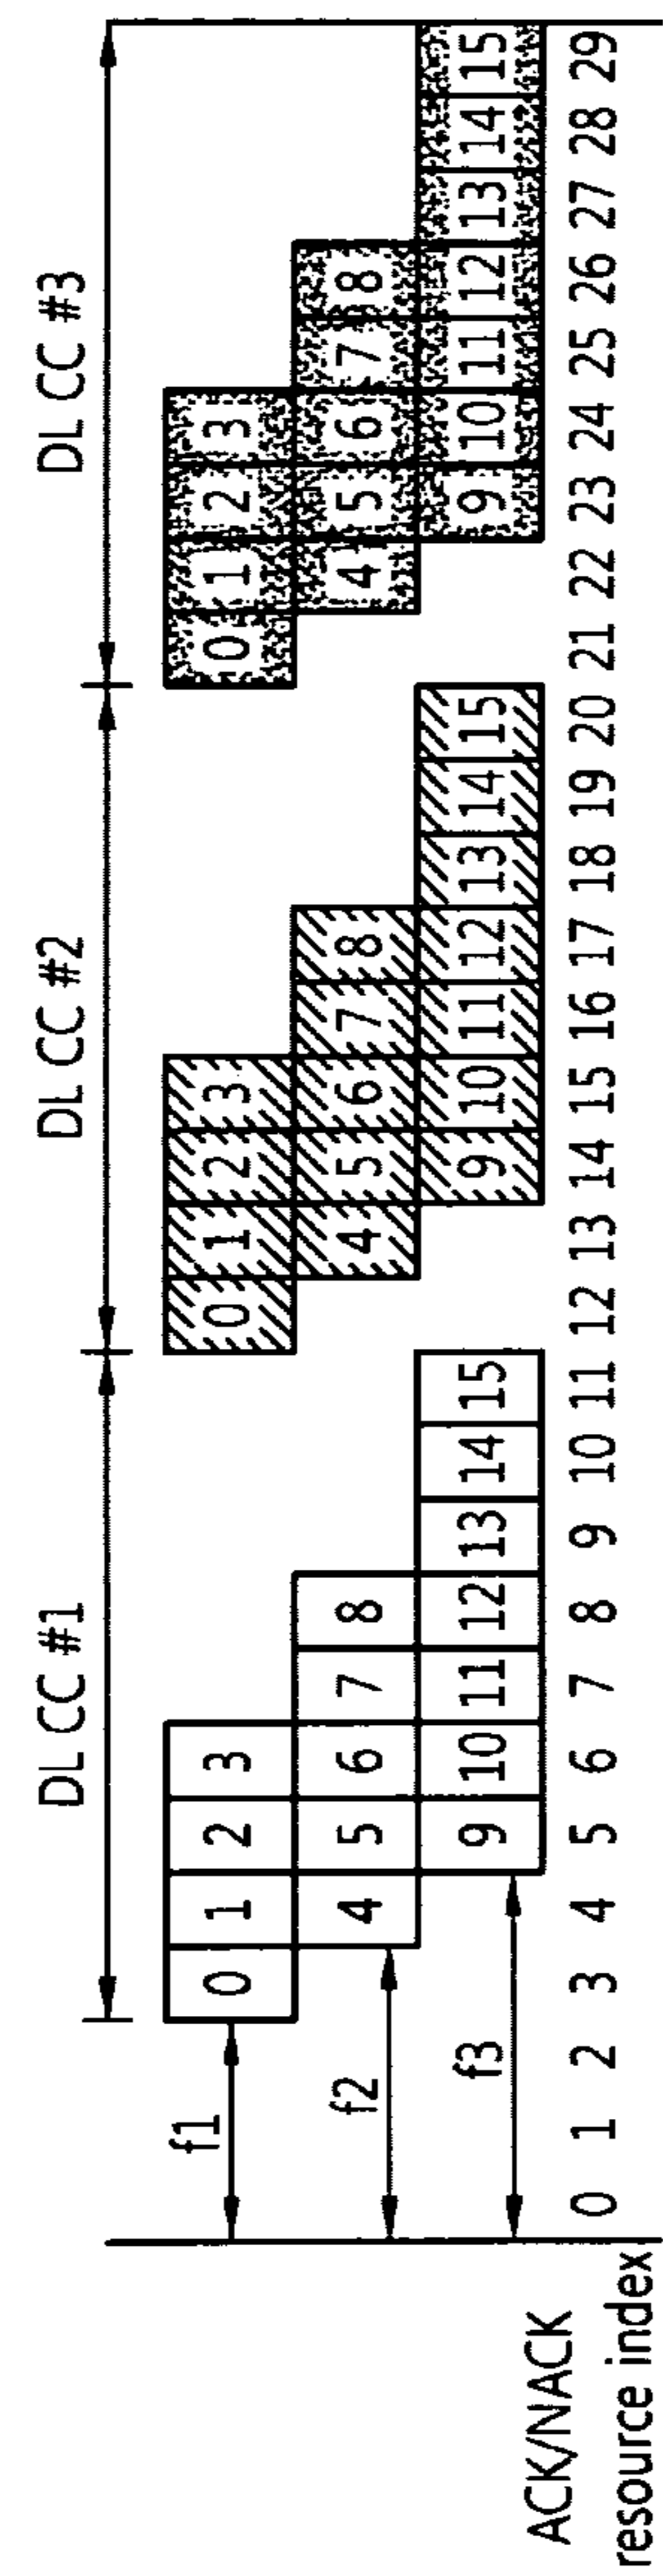 DL CC #1 DL CC #2 DL CC #3
f1 0 1 2 3 0 1 2 3 0 1 2 3
f2 4 5 6 7 8 4 5 6 7 8 4 5 6 7 8
f3 9 10 11 12 13 14 15 9 10 11 12 13 14 15 9 10 11 12 13 14 15
ACK/NACK
resource index 0 1 2 3 4 5 6 7 8 9 10 11 12 13 14 15 16 17 18 19 20 21 22 23 24 25 26 27 28 29